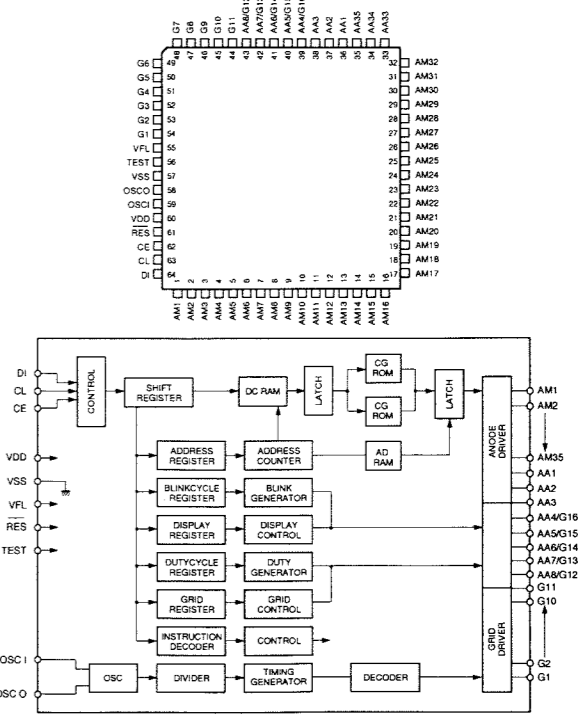 G7 G8 G9 G10 G11 AA8/G12 AA7/G13 AA6/G14 AA5/G15 AA4/G16 AA3 AA2 AA1 AA35 AA34 AA33
48 47 46 45 44 43 42 41 40 39 38 37 36 35 34 33
G6 49 32 AM32
G5 50 31 AM31
G4 51 30 AM30
G3 52 29 AM29
G2 53 28 AM28
G1 54 27 AM27
VFL 55 26 AM26
TEST 56 25 AM25
VSS 57 24 AM24
OSCO 58 23 AM23
OSCI 59 22 AM22
VDD 60 21 AM21
RES 61 20 AM20
CE 62 19 AM19
CL 63 18 AM18
DI 64 17 AM17
1 2 3 4 5 6 7 8 9 10 11 12 13 14 15 16
AM1 AM2 AM3 AM4 AM5 AM6 AM7 AM8 AM9 AM10 AM11 AM12 AM13 AM14 AM15 AM16
DI
CL
CE
VDD
VSS
VFL
RES
TEST
OSC I
OSC O
CONTROL
SHIFT
REGISTER
DC RAM
LATCH
CG
ROM
CG
ROM
LATCH
ADDRESS
REGISTER
ADDRESS
COUNTER
AD
RAM
BLINKCYCLE
REGISTER
BLINK
GENERATOR
DISPLAY
REGISTER
DISPLAY
CONTROL
DUTYCYCLE
REGISTER
DUTY
GENERATOR
GRID
REGISTER
GRID
CONTROL
INSTRUCTION
DECODER
CONTROL
OSC
DIVIDER
TIMING
GENERATOR
DECODER
ANODE
DRIVER
GRID
DRIVER
AM1
AM2
AM35
AA1
AA2
AA3
AA4/G16
AA5/G15
AA6/G14
AA7/G13
AA8/G12
G11
G10
G2
G1